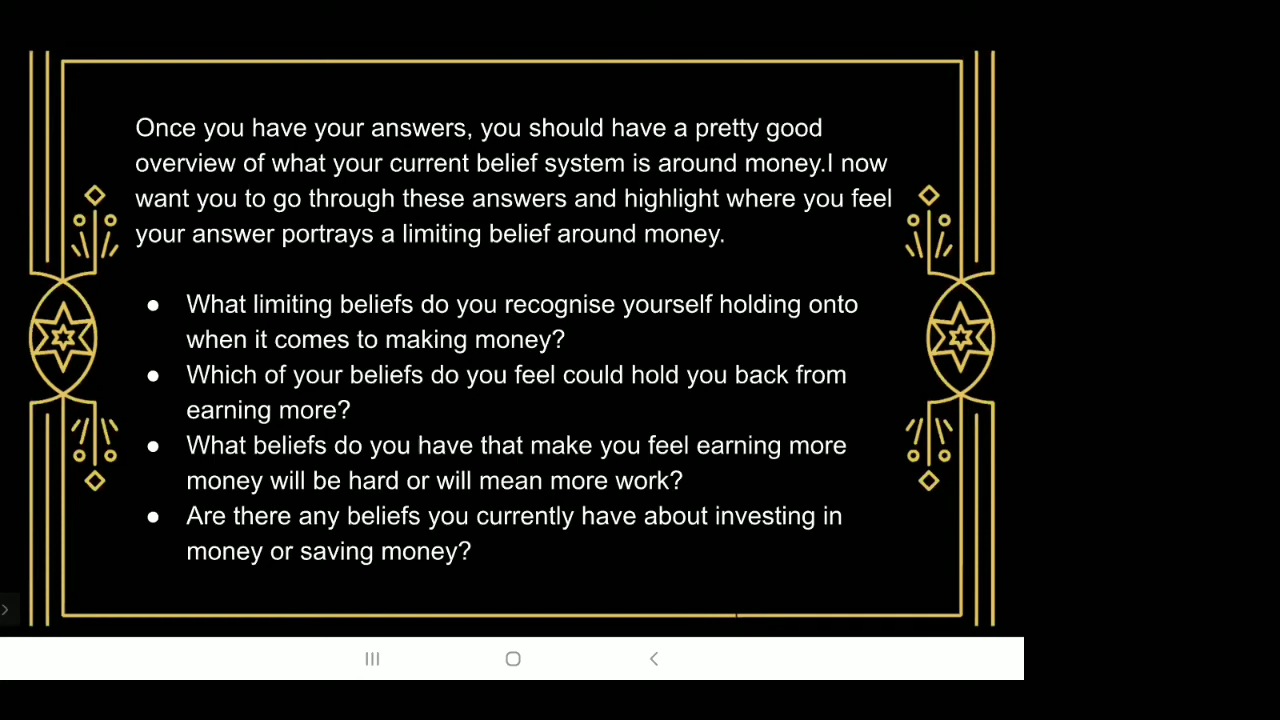 Once you have your answers, you should have a pretty good
overview of what your current belief system is around money.I now
want you to go through these answers and highlight where you feel
your answer portrays a limiting belief around money.
● What limiting beliefs do you recognise yourself holding onto
when it comes to making money?
● Which of your beliefs do you feel could hold you back from
earning more?
● What beliefs do you have that make you feel earning more
money will be hard or will mean more work?
● Are there any beliefs you currently have about investing in
money or saving money?